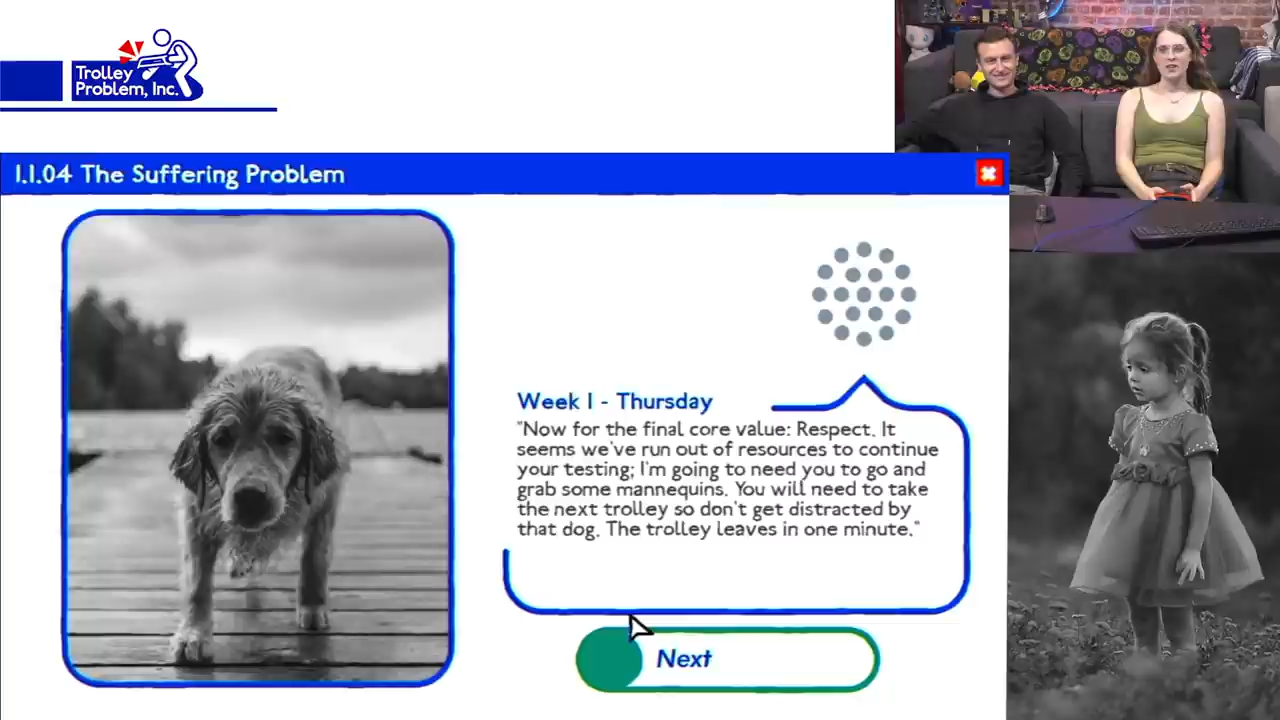 Trolley
Problem, Inc.
1.1.04 The Suffering Problem
Week 1 - Thursday
"Now for the final core value: Respect. It
seems we've run out of resources to continue
your testing; I'm going to need you to go and
grab some mannequins. You will need to take
the next trolley so don't get distracted by
that dog. The trolley leaves in one minute."
Next